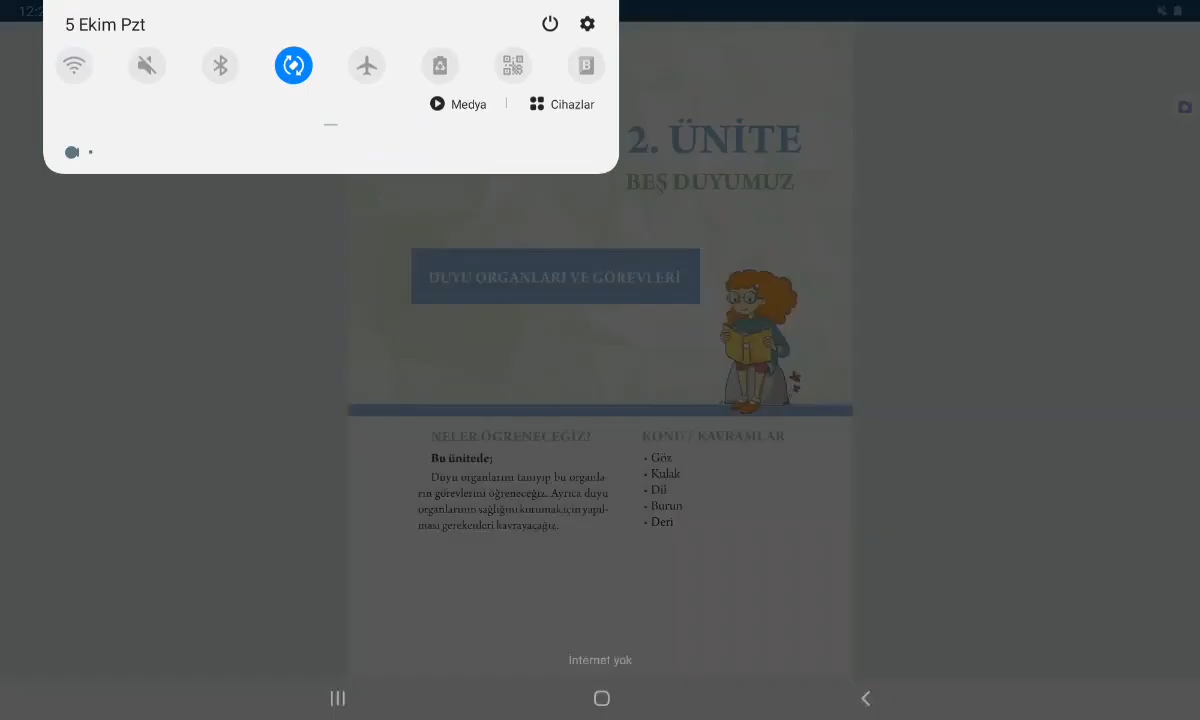 5 Ekim Pzt
Medya
Cihazlar
2. ÜNİTE
BEŞ DUYUMUZ
DUYU ORGANLARI VE GÖREVLERİ
NELER ÖĞRENECEĞİZ?
Bu ünitede;
Duyu organlarını tanıyıp bu organla-
rın görevlerini öğreneceğiz. Ayrıca duyu
organlarının sağlığını korumak için yapıl-
ması gerekenleri kavrayacağız.
KONU / KAVRAMLAR
• Göz
• Kulak
• Dil
• Burun
• Deri
İnternet yok